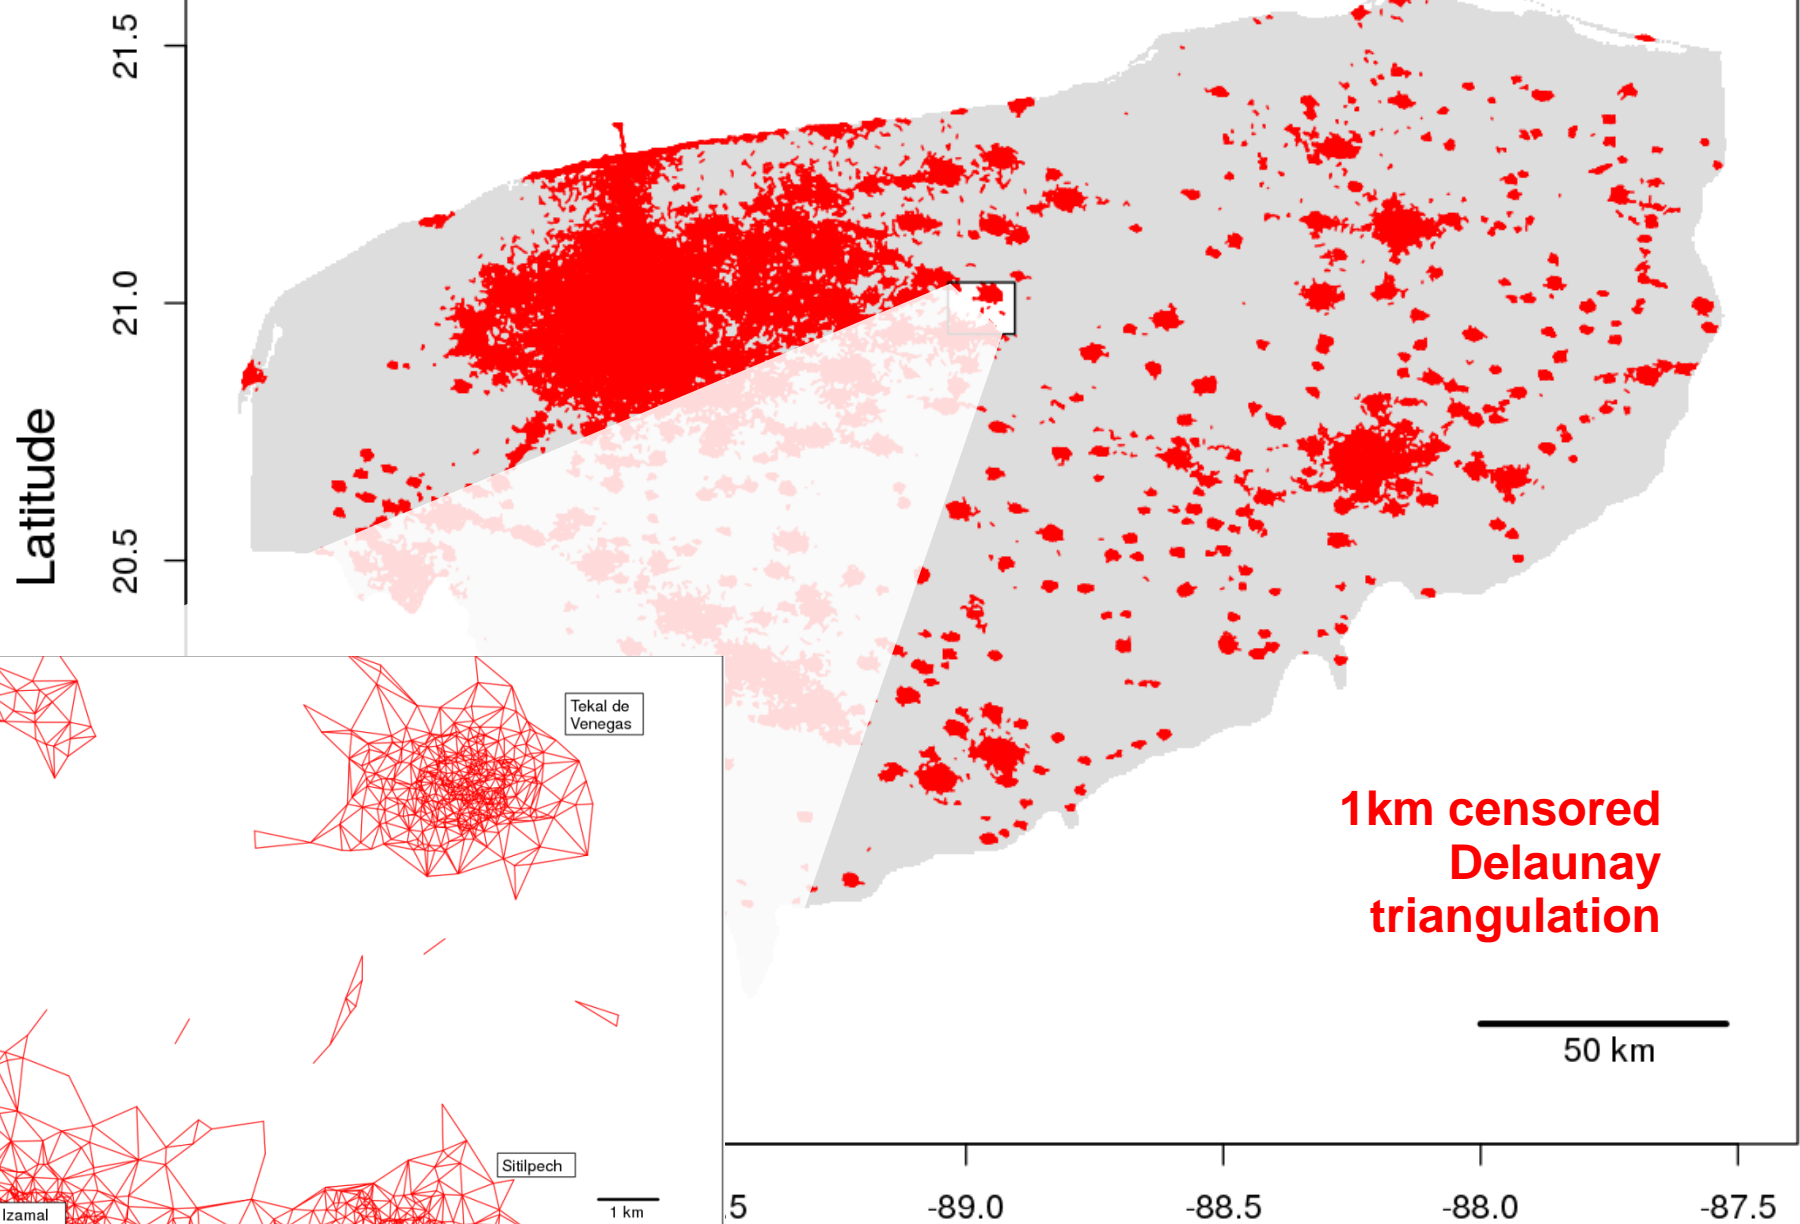 21.5
21.0
Latitude
20.5
Tekal de
Venegas
1km censored
Delaunay
triangulation
50 km
Sitilpech
Izamal
1 km
.5
-89.0
-88.5
-88.0
-87.5